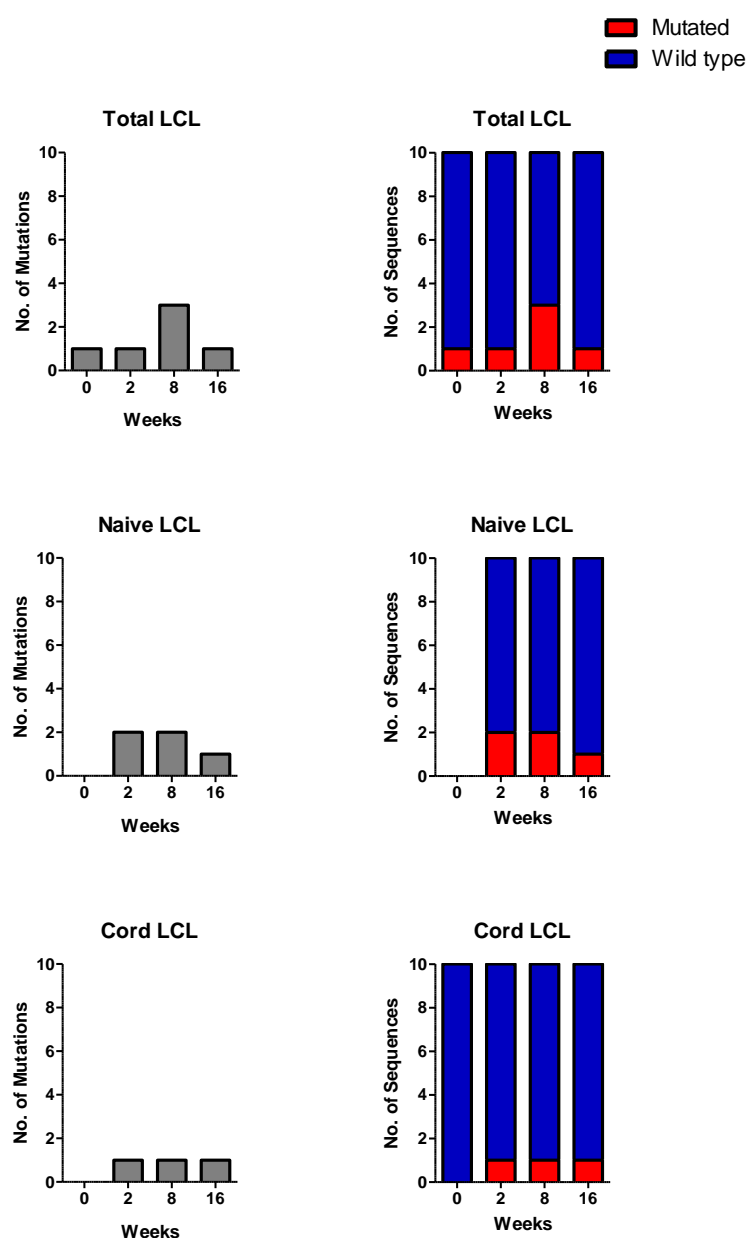 Mutated
Wild type
Total LCL
No. of Mutations
10
8
6
4
2
0
0 2 8 16
Weeks
Total LCL
No. of Sequences
10
8
6
4
2
0
0 2 8 16
Weeks
Naive LCL
No. of Mutations
10
8
6
4
2
0
0 2 8 16
Weeks
Naive LCL
No. of Sequences
10
8
6
4
2
0
0 2 8 16
Weeks
Cord LCL
No. of Mutations
10
8
6
4
2
0
0 2 8 16
Weeks
Cord LCL
No. of Sequences
10
8
6
4
2
0
0 2 8 16
Weeks